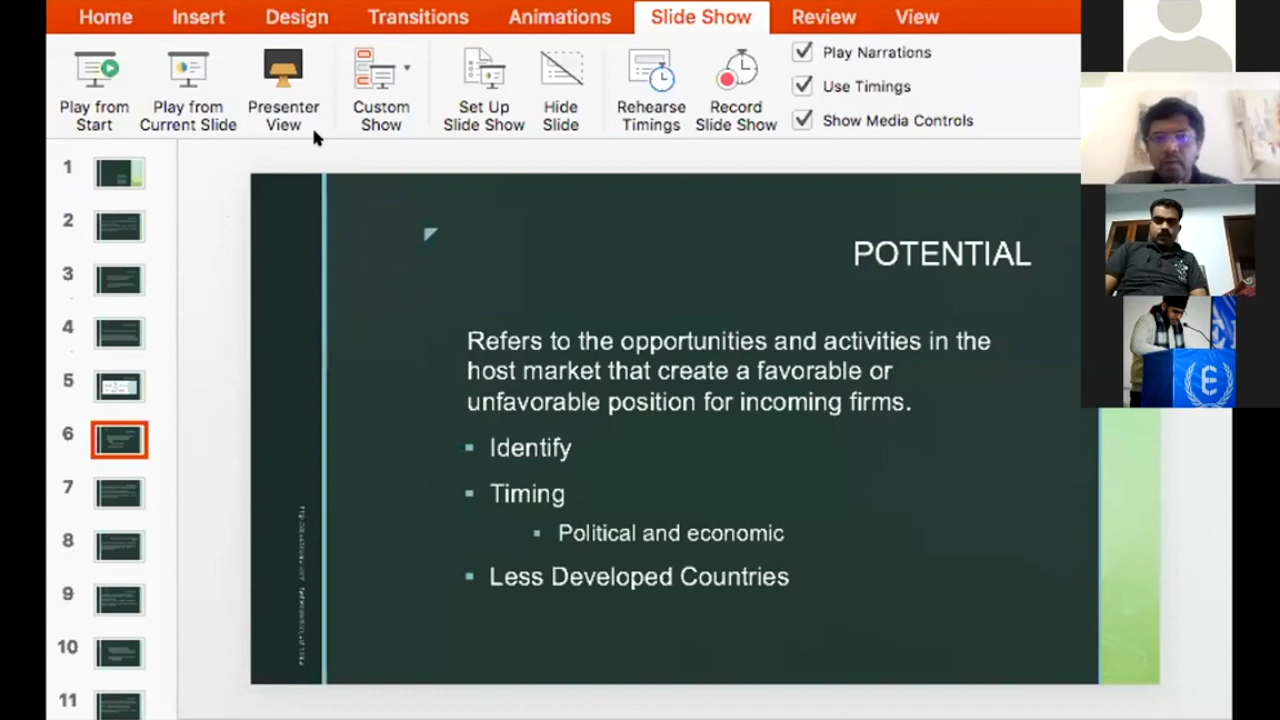 Home Insert Design Transitions Animations Slide Show Review View
Play from Start
Play from Current Slide
Presenter View
Custom Show
Set Up Slide Show
Hide Slide
Rehearse Timings
Record Slide Show
Play Narrations
Use Timings
Show Media Controls
1
2
3
4
5
6
7
8
9
10
11
POTENTIAL
Refers to the opportunities and activities in the
host market that create a favorable or
unfavorable position for incoming firms.
Identify
Timing
Political and economic
Less Developed Countries
E